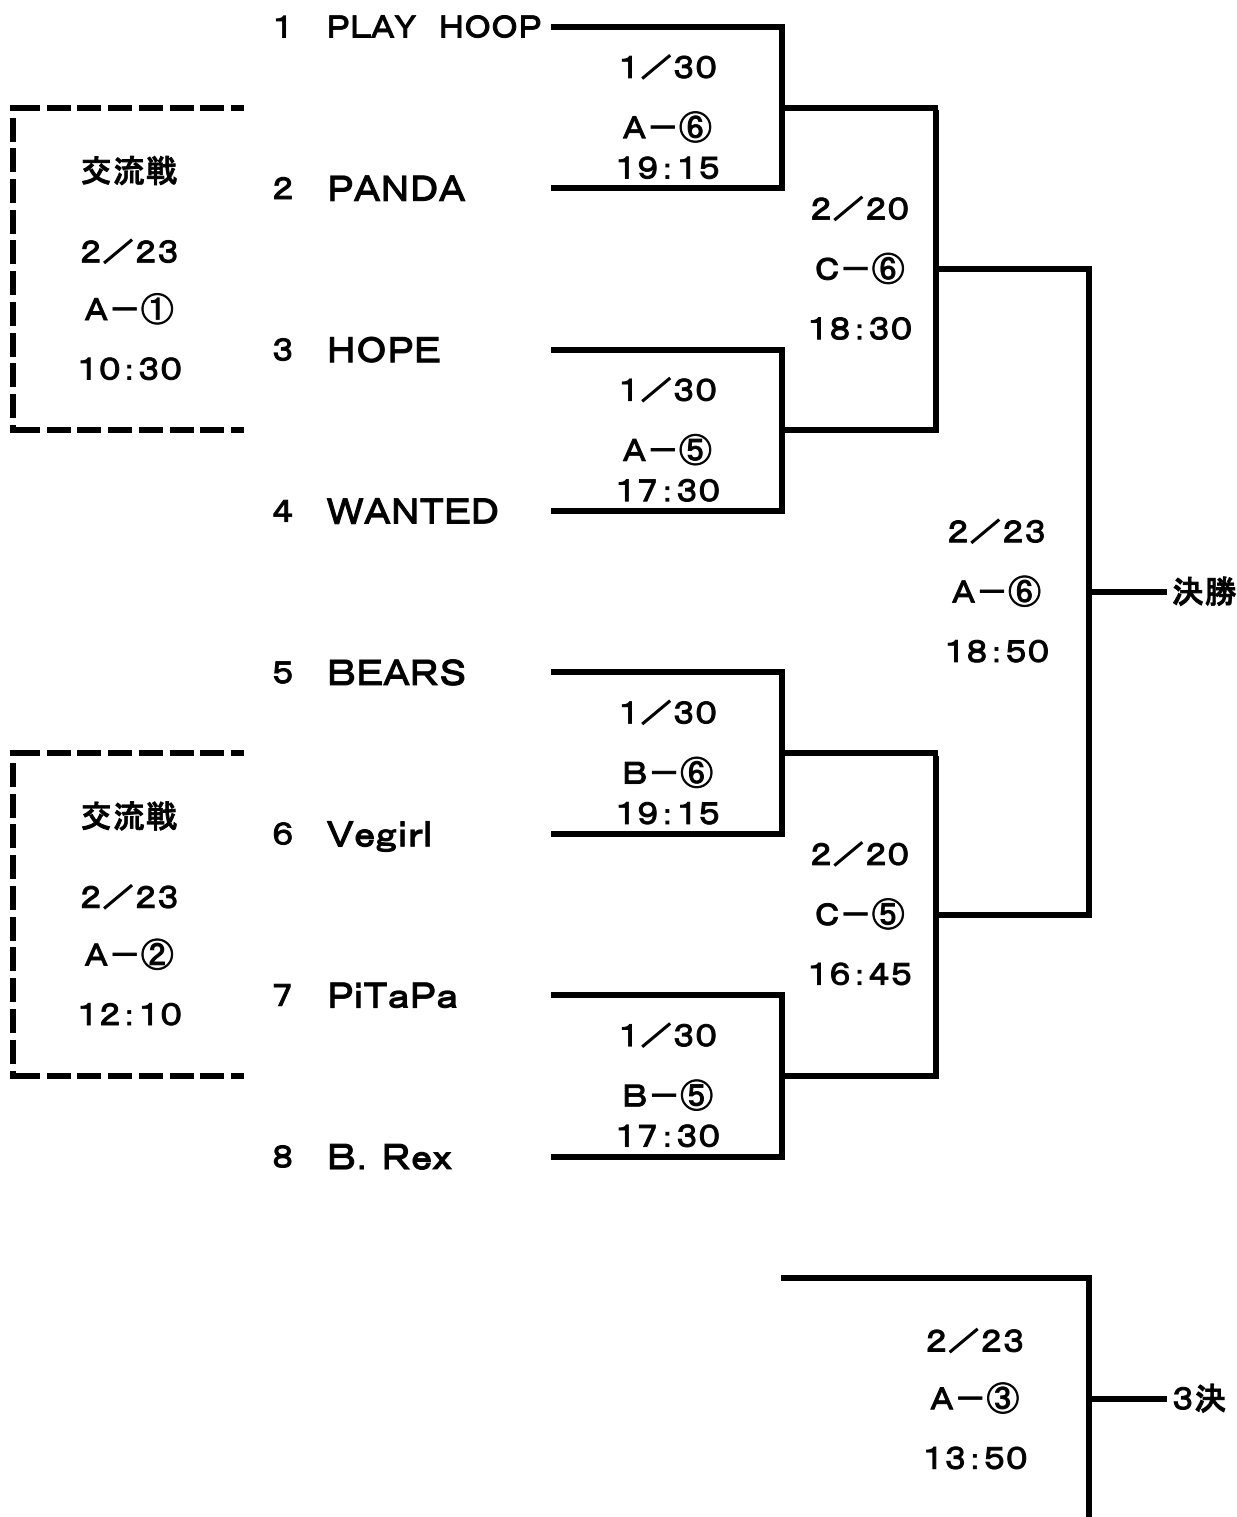 1 PLAY HOOP
1／30
A－⑥
19:15
交流戦
2／23
A－①
10:30
2 PANDA
2／20
C－⑥
18:30
3 HOPE
1／30
A－⑤
17:30
4 WANTED
2／23
A－⑥
18:50
決勝
5 BEARS
1／30
B－⑥
19:15
交流戦
2／23
A－②
12:10
6 Vegirl
2／20
C－⑤
16:45
7 PiTaPa
1／30
B－⑤
17:30
8 B. Rex
2／23
A－③
13:50
3決